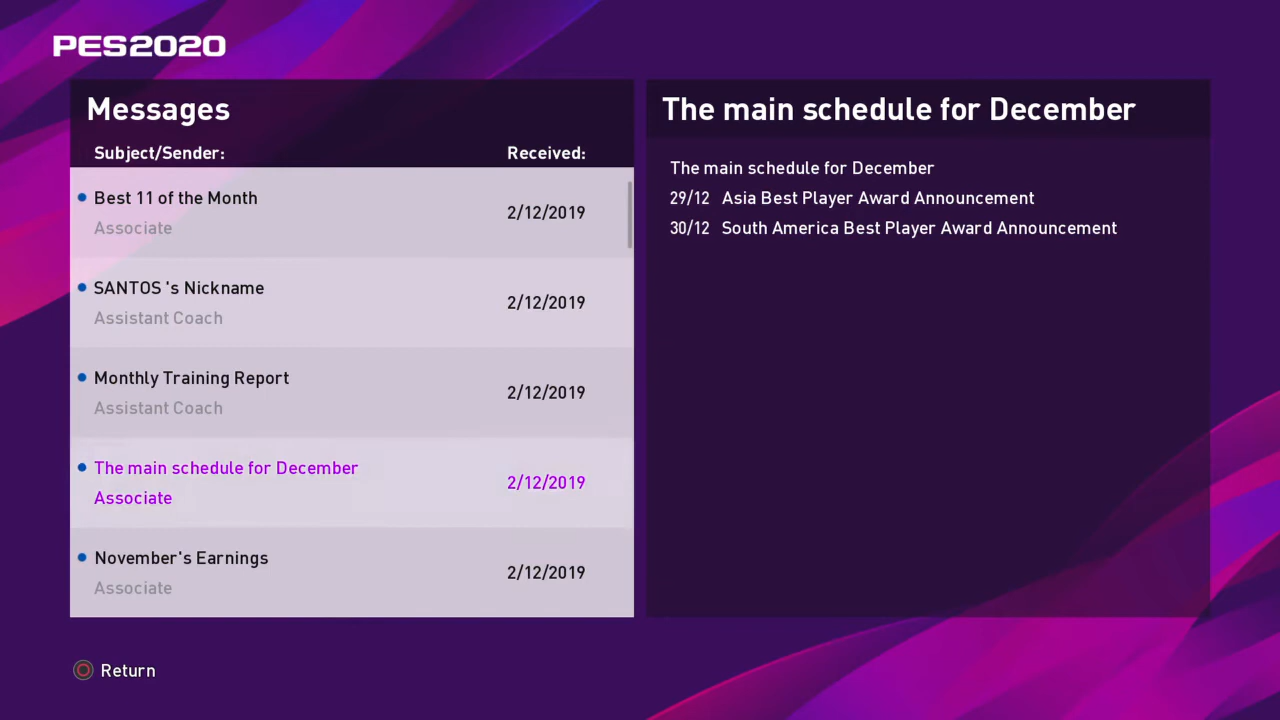 PES2020
Messages
Subject/Sender: Received:
Best 11 of the Month
Associate
2/12/2019
SANTOS 's Nickname
Assistant Coach
2/12/2019
Monthly Training Report
Assistant Coach
2/12/2019
The main schedule for December
Associate
2/12/2019
November's Earnings
Associate
2/12/2019
The main schedule for December
The main schedule for December
29/12 Asia Best Player Award Announcement
30/12 South America Best Player Award Announcement
Return